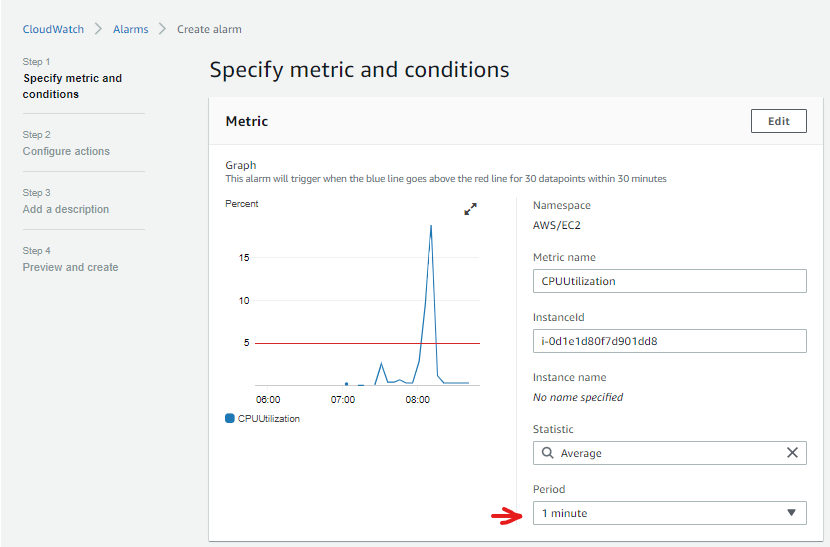 CloudWatch > Alarms > Create alarm
Step 1
Specify metric and
conditions
Step 2
Configure actions
Step 3
Add a description
Step 4
Preview and create
Specify metric and conditions
Metric
Edit
Graph
This alarm will trigger when the blue line goes above the red line for 30 datapoints within 30 minutes
Percent
15
10
5
06:00 07:00 08:00
CPUUtilization
Namespace
AWS/EC2
Metric name
CPUUtilization
InstanceId
i-0d1e1d80f7d901dd8
Instance name
No name specified
Statistic
Average
Period
1 minute